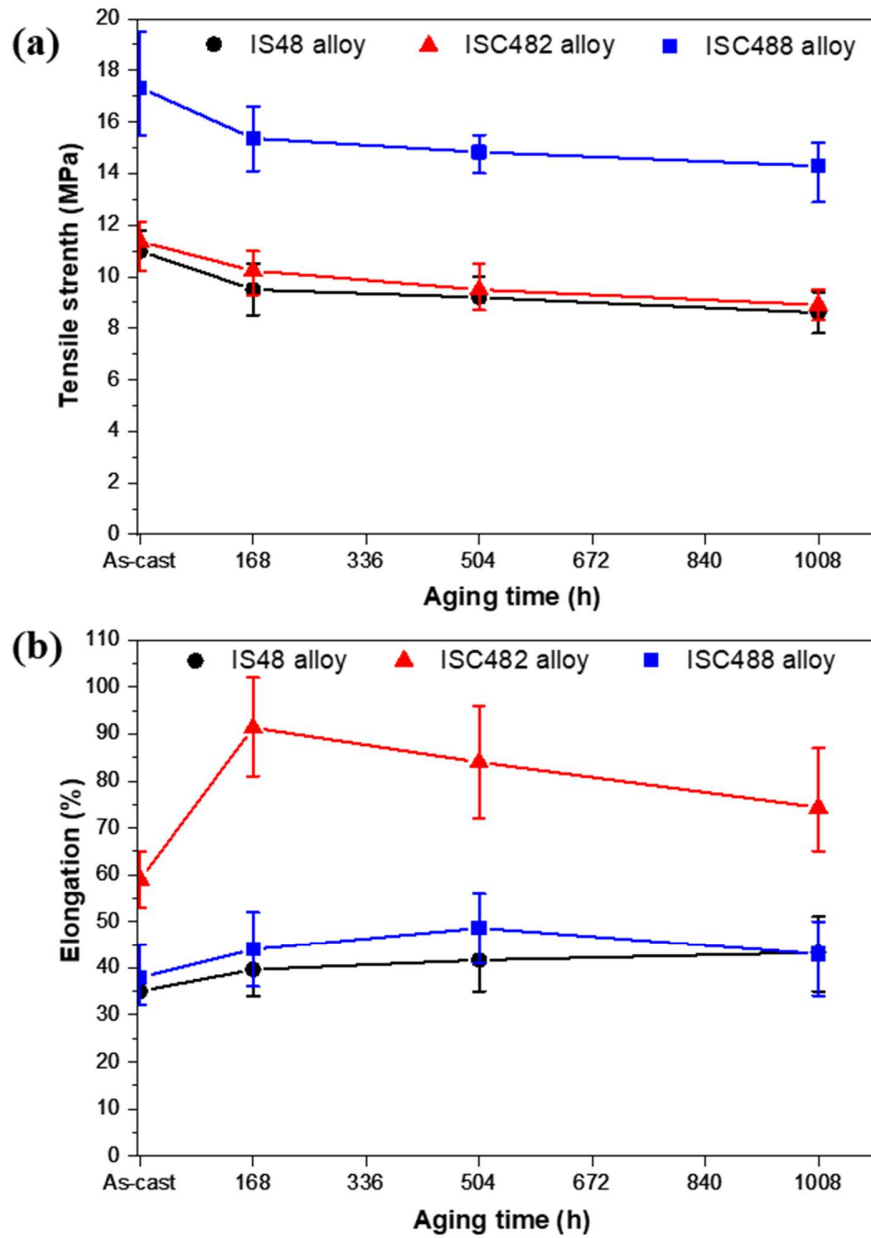 (a)
IS48 alloy ISC482 alloy ISC488 alloy
20
18
16
14
12
10
8
6
4
2
0
Tensile strenth (MPa)
As-cast 168 336 504 672 840 1008
Aging time (h)
(b)
IS48 alloy ISC482 alloy ISC488 alloy
110
100
90
80
70
60
50
40
30
20
10
0
Elongation (%)
As-cast 168 336 504 672 840 1008
Aging time (h)